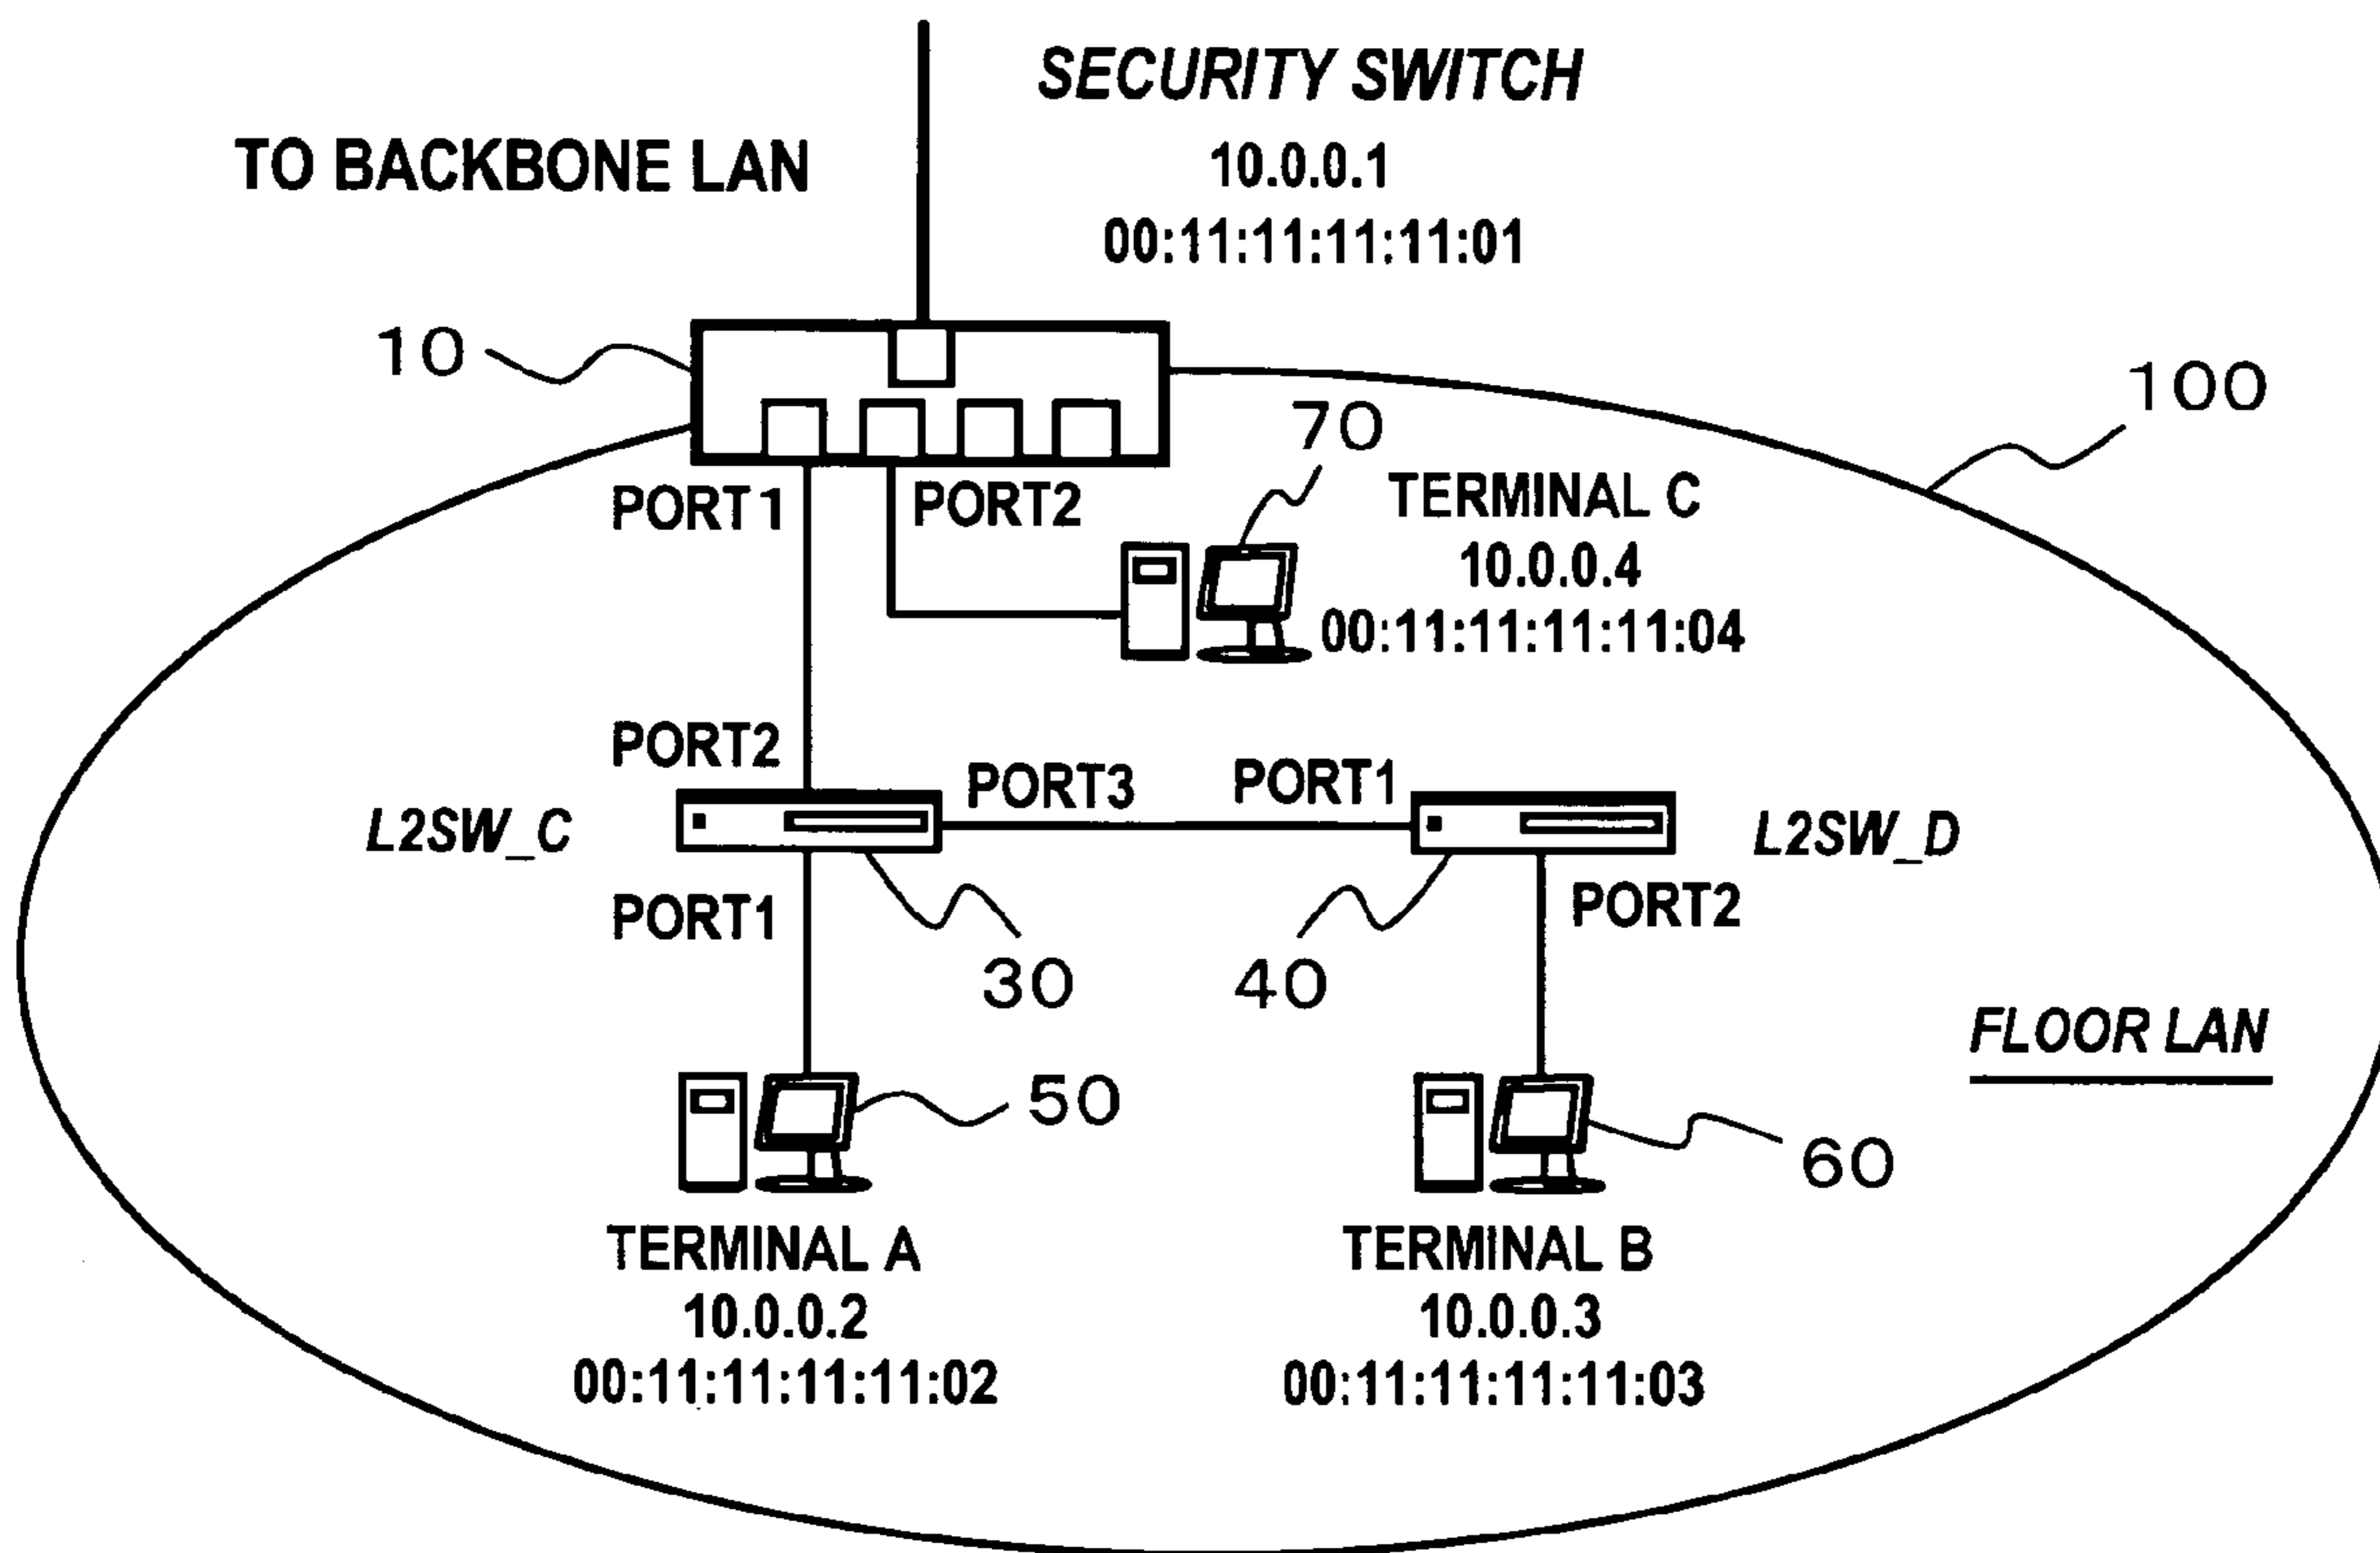 SECURITY SWITCH
10.0.0.1
00:11:11:11:11:01
TO BACKBONE LAN
10
100
70
PORT1
PORT2
TERMINAL C
10.0.0.4
00:11:11:11:11:04
PORT2
PORT3
PORT1
L2SW_C
L2SW_D
PORT1
PORT2
30
40
FLOOR LAN
50
60
TERMINAL A
10.0.0.2
00:11:11:11:11:02
TERMINAL B
10.0.0.3
00:11:11:11:11:03